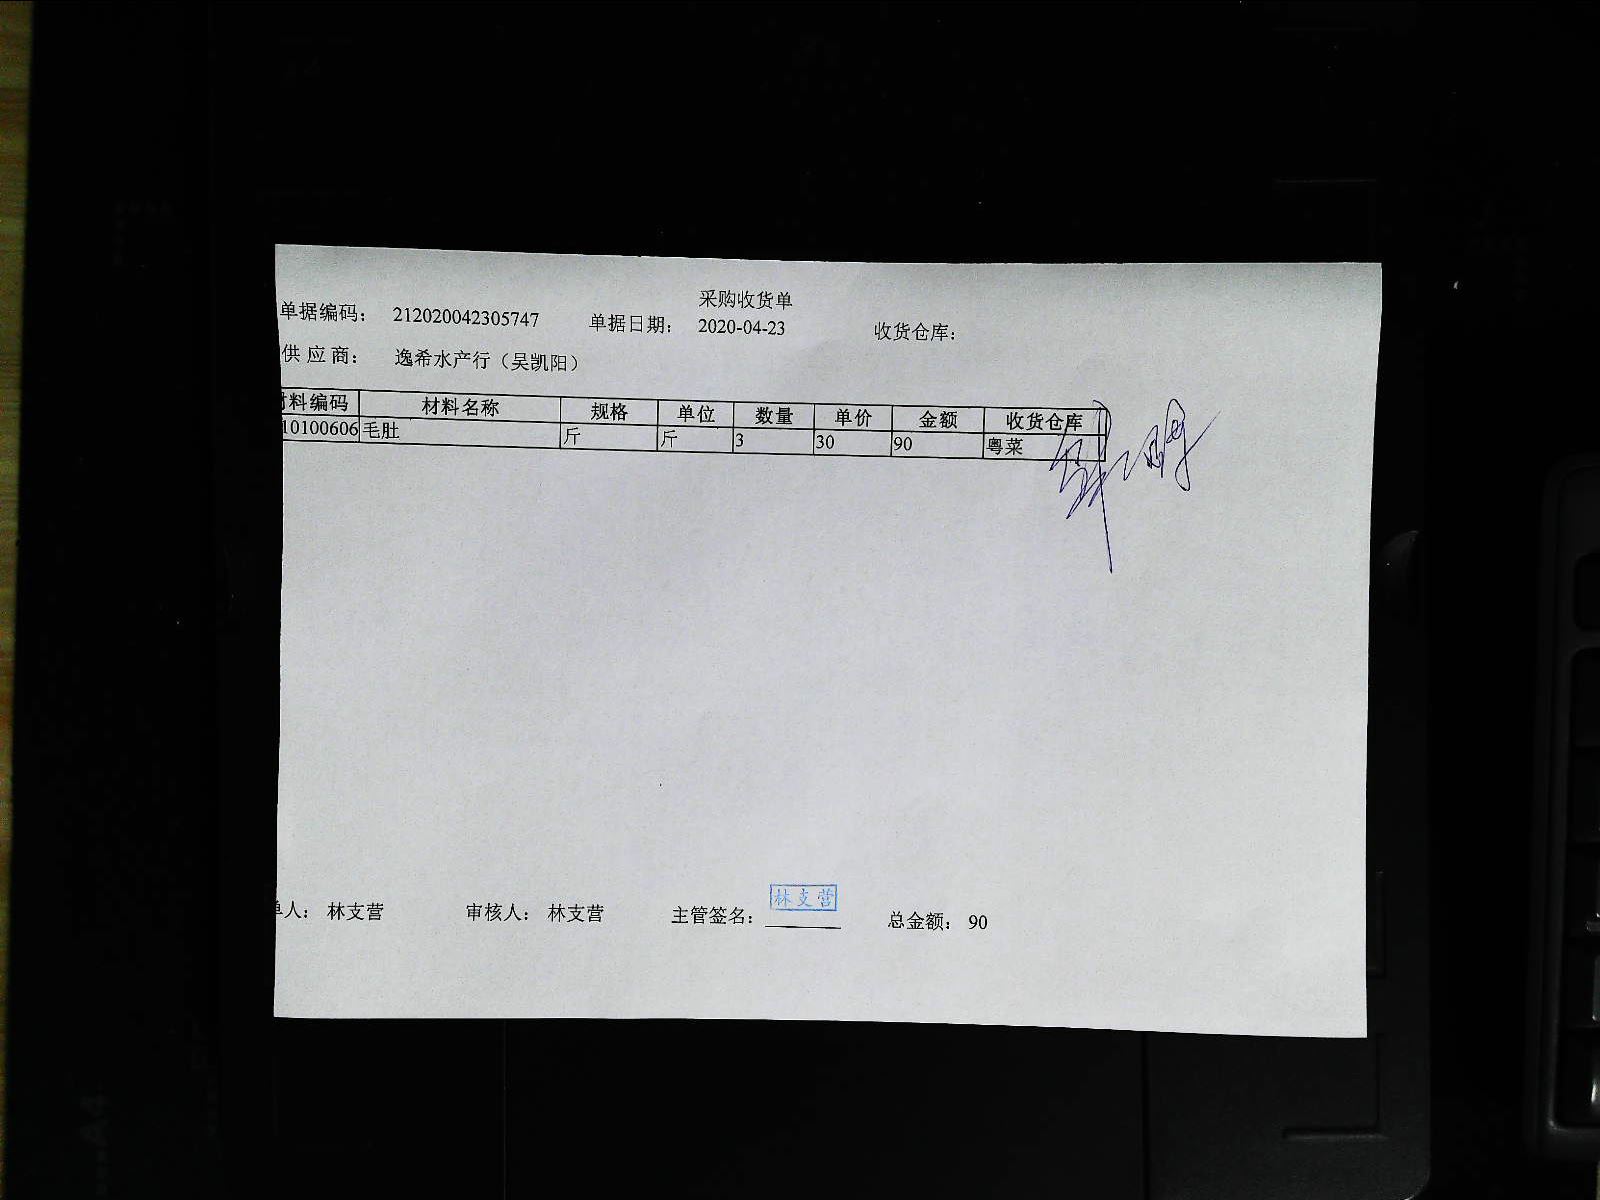 采购收货单
单据编码： 212020042305747 单据日期： 2020-04-23 收货仓库：
供 应 商： 逸希水产行（吴凯阳）
材料编码 材料名称 规格 单位 数量 单价 金额 收货仓库
10100606 毛肚 斤 斤 3 30 90 粤菜
单人： 林支营 审核人： 林支营 主管签名： 林支营 总金额： 90